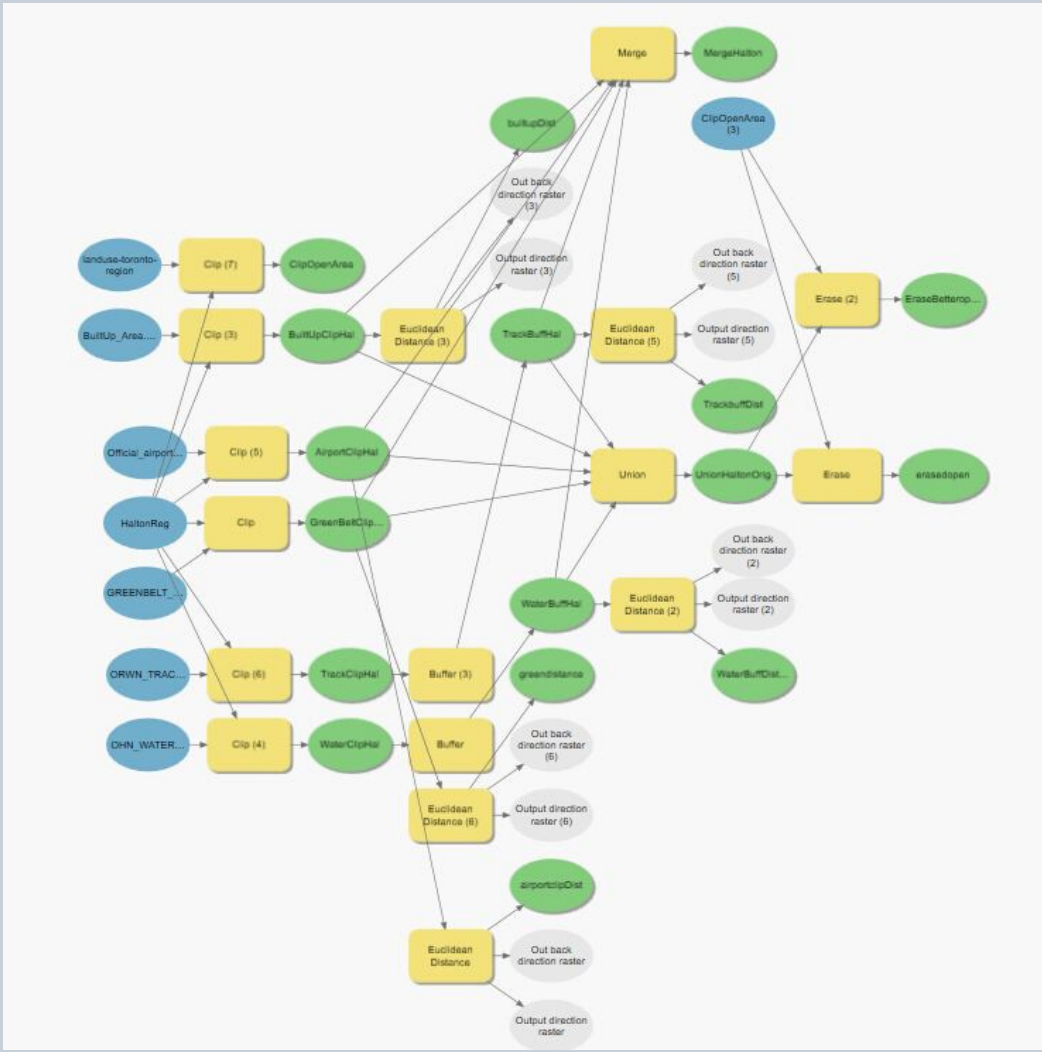 Merge
MergeHalton
builtupDist
ClipOpenArea
(3)
Out back
direction raster
(3)
landuse-toronto-
region
Clip (7)
ClipOpenArea
Output direction
raster (3)
Out back
direction raster
(5)
Erase (2)
EraseBetterop...
BuiltUp_Area....
Clip (3)
BuiltUpClipHal
Euclidean
Distance (3)
TrackBuffHal
Euclidean
Distance (5)
Output direction
raster (5)
TrackbuffDist
Official_airport...
Clip (5)
AirportClipHal
Union
UnionHaltonOrig
Erase
erasedopen
HaltonReg
Clip
GreenBeltClip...
Out back
direction raster
(2)
GREENBELT_...
WaterBuffHal
Euclidean
Distance (2)
Output direction
raster (2)
ORWN_TRAC...
Clip (6)
TrackClipHal
Buffer (3)
greendistance
WaterBuffDist...
OHN_WATER...
Clip (4)
WaterClipHal
Buffer
Out back
direction raster
(6)
Euclidean
Distance (6)
Output direction
raster (6)
airportclipDist
Euclidean
Distance
Out back
direction raster
Output direction
raster